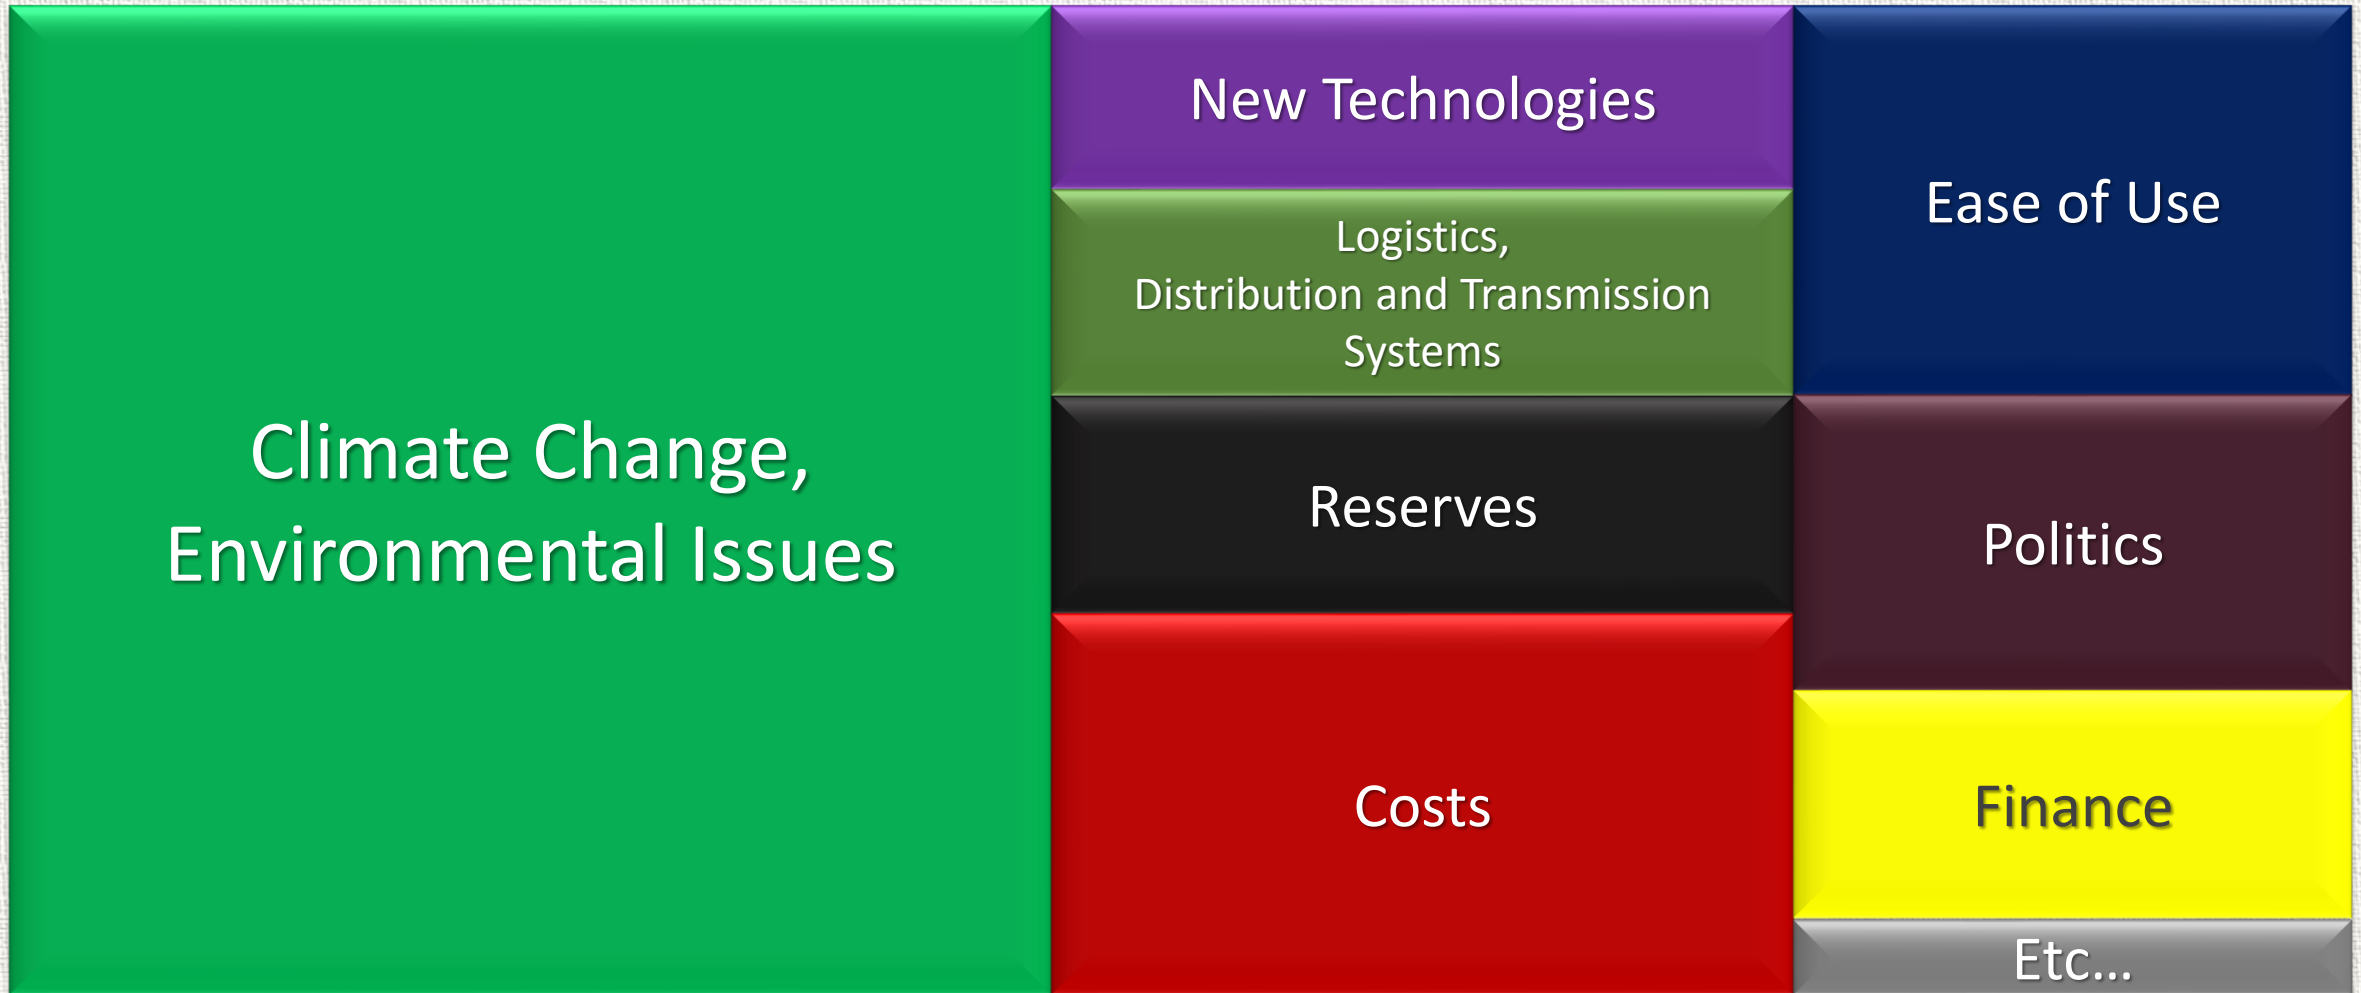 Climate Change,
Environmental Issues
New Technologies
Logistics,
Distribution and Transmission
Systems
Reserves
Costs
Ease of Use
Politics
Finance
Etc...